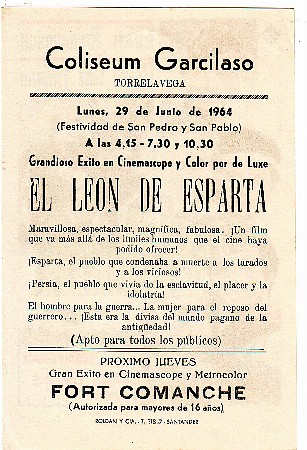 Coliseum Garcilaso
TORRELAVEGA
Lunes, 29 de Junio de 1964
(Festividad de San Pedro y San Pablo)
A las 4,15 - 7,30 y 10,30
Grandioso Exito en Cinemascope y Color por de Luxe
EL LEON DE ESPARTA
Maravillosa, espectacular, magnífica, fabulosa. ¡Un film
que va más allá de los límites humanos que el cine haya
podido ofrecer!
¡Esparta, el pueblo que condenaba a muerte a los tarados
y a los viciosos!
¡Persia, el pueblo que vivía de la esclavitud, el placer y la
idolatría!
El hombre para la guerra... La mujer para el reposo del
guerrero... ¡Esta era la divisa del mundo pagano de la
antigüedad!
(Apto para todos los públicos)
PROXIMO JUEVES
Gran Exito en Cinemascope y Metrocolor
FORT COMANCHE
(Autorizada para mayores de 16 años)
ROLDAN Y CIA.- SANTANDER